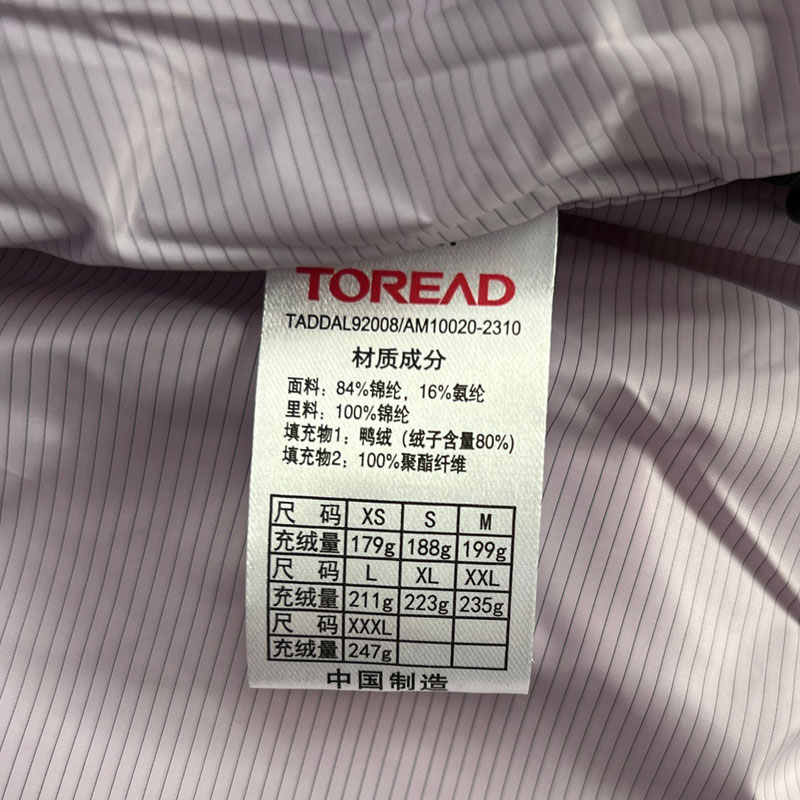 TOREAD
TADDAL92008/AM10020-2310
材质成分
面料：84%锦纶，16%氨纶
里料：100%锦纶
填充物1：鸭绒（绒子含量80%）
填充物2：100%聚酯纤维
尺 码 XS S M
充绒量 179g 188g 199g
尺 码 L XL XXL
充绒量 211g 223g 235g
尺 码 XXXL
充绒量 247g
中国制造